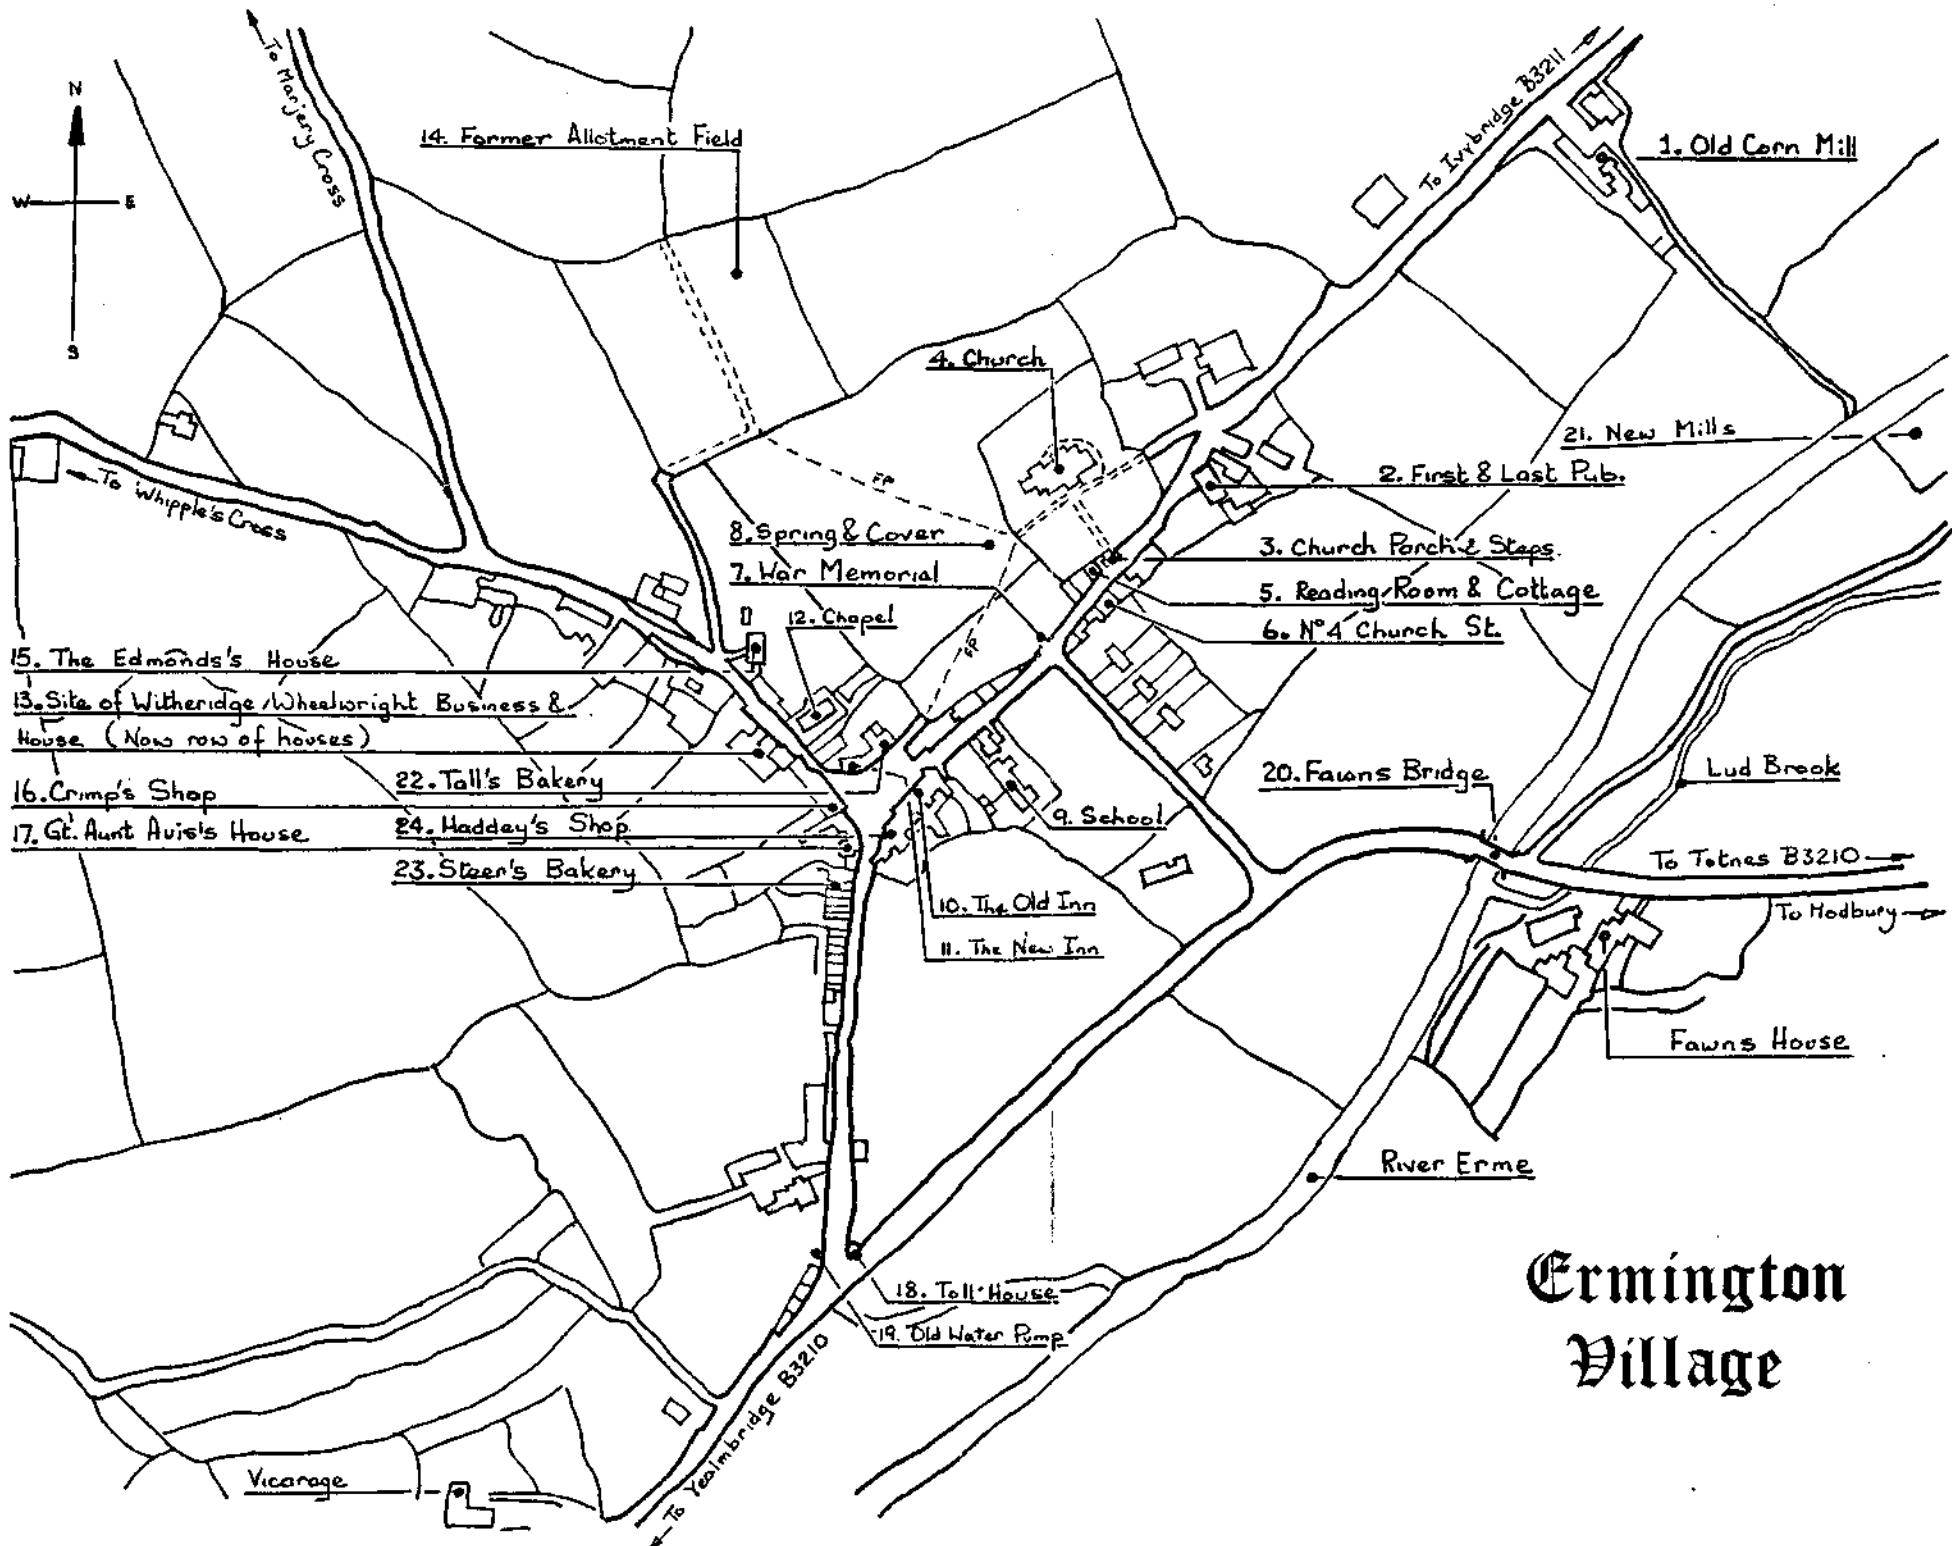 To Marjery Cross
N
W
E
S
14. Former Allotment Field
To Ivybridge B3211
1. Old Corn Mill
4. Church
21. New Mills
2. First & Last Pub.
To Whipple's Cross
FP
8. Spring & Cover
3. Church Porch & Steps
7. War Memorial
5. Reading Room & Cottage
12. Chapel
6. Nº4 Church St.
FP
15. The Edmonds's House
13. Site of Witheridge Wheelwright Business &
House (Now row of houses)
22. Tall's Bakery
20. Fawns Bridge
Lud Brook
16. Crimp's Shop
24. Haddey's Shop
9. School
17. Gt. Aunt Avis's House
23. Steer's Bakery
To Totnes B3210
10. The Old Inn
To Modbury
11. The New Inn
Fawns House
River Erme
18. Toll House
19. Old Water Pump
Ermington
Village
To Yealmbridge B3210
Vicarage